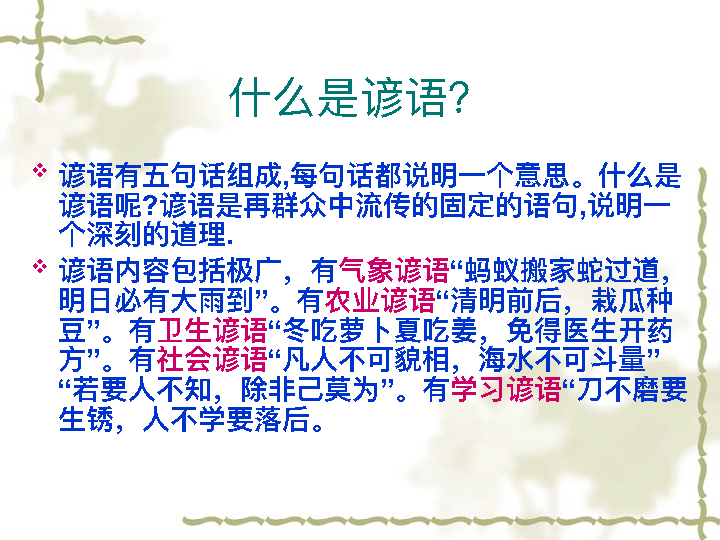 什么是谚语?
谚语有五句话组成,每句话都说明一个意思。什么是
谚语呢?谚语是再群众中流传的固定的语句,说明一
个深刻的道理.
谚语内容包括极广，有气象谚语“蚂蚁搬家蛇过道，
明日必有大雨到”。有农业谚语“清明前后，栽瓜种
豆”。有卫生谚语“冬吃萝卜夏吃姜，免得医生开药
方”。有社会谚语“凡人不可貌相，海水不可斗量”
“若要人不知，除非己莫为”。有学习谚语“刀不磨要
生锈，人不学要落后。